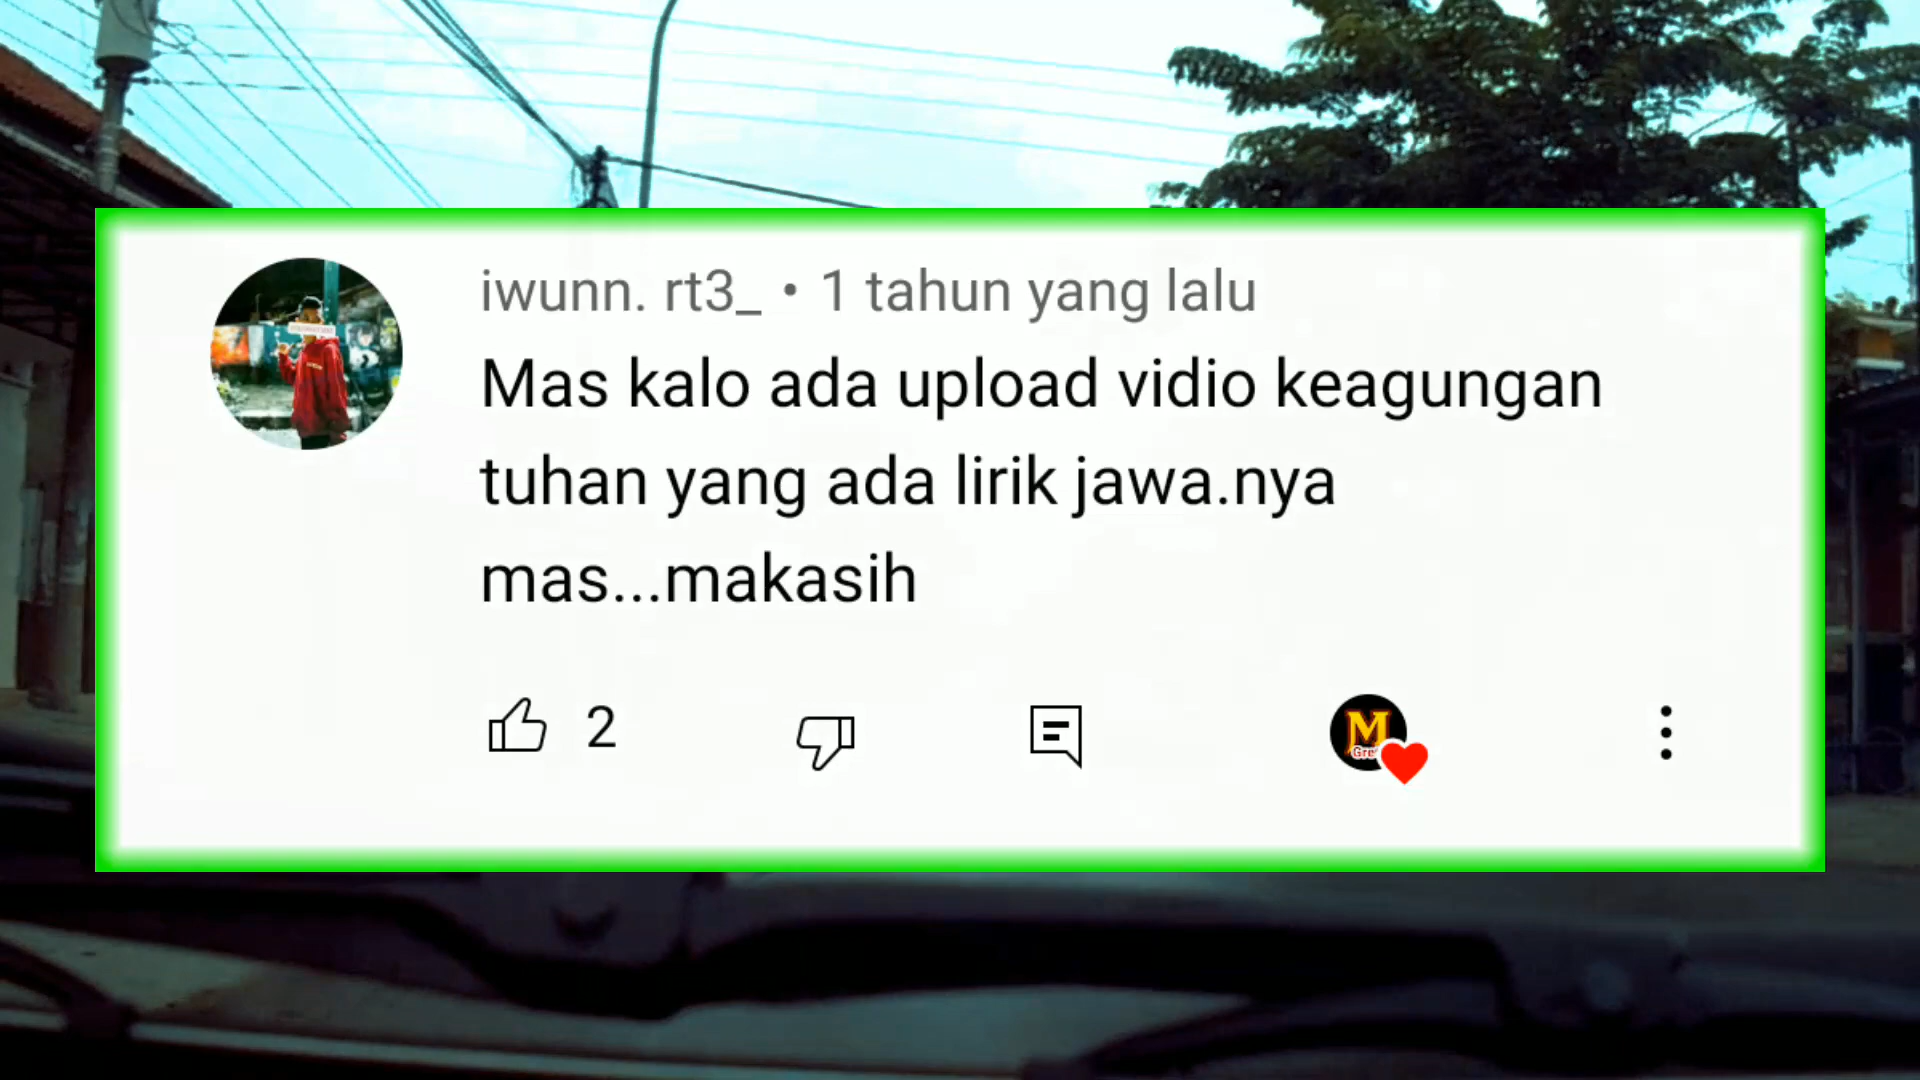 iwunn. rt3_ • 1 tahun yang lalu
Mas kalo ada upload vidio keagungan
tuhan yang ada lirik jawa.nya
mas...makasih
2
M